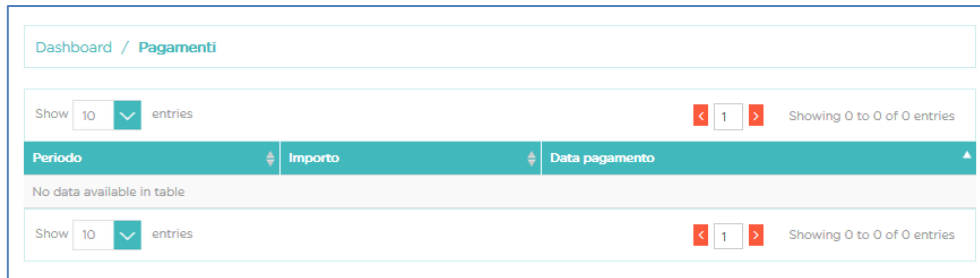 Dashboard / Pagamenti
Show 10 entries 1 Showing 0 to 0 of 0 entries
Periodo Importo Data pagamento
No data available in table
Show 10 entries 1 Showing 0 to 0 of 0 entries